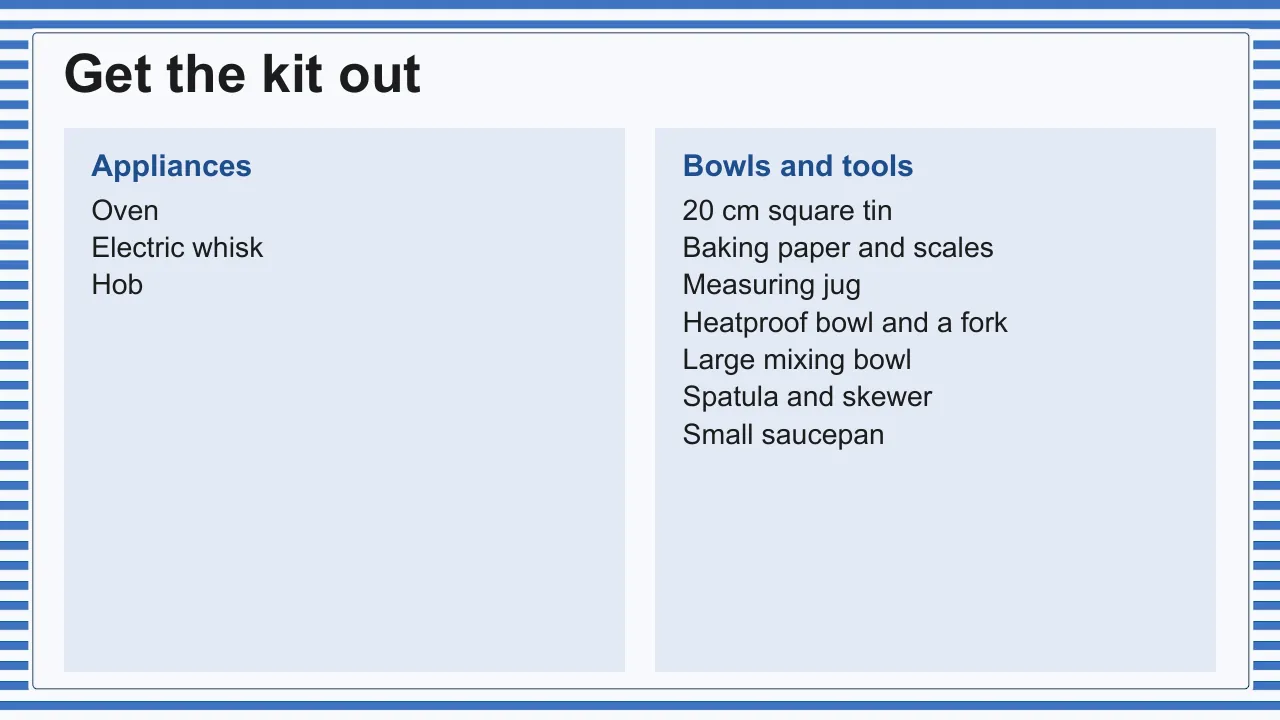 Get the kit out
Appliances
Oven
Electric whisk
Hob
Bowls and tools
20 cm square tin
Baking paper and scales
Measuring jug
Heatproof bowl and a fork
Large mixing bowl
Spatula and skewer
Small saucepan